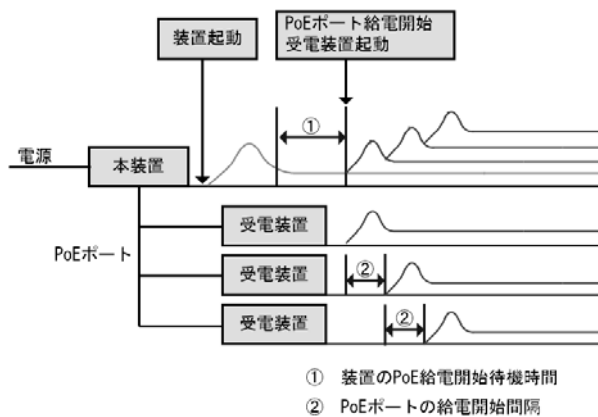 装置起動
PoEポート給電開始
受電装置起動
①
電源
本装置
受電装置
PoEポート
②
受電装置
②
受電装置
① 装置のPoE給電開始待機時間
② PoEポートの給電開始間隔